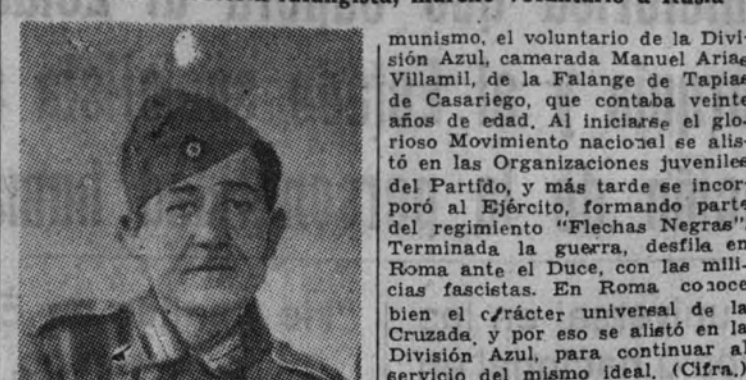 falangista, marchó voluntario a Rusia
munismo, el voluntario de la Divi-
sión Azul, camarada Manuel Arias
Villamil, de la Falange de Tapias
de Casariego, que contaba veinte
años de edad. Al iniciarse el glo-
rioso Movimiento nacional se alis-
tó en las Organizaciones juveniles
del Partido, y más tarde se incor-
poró al Ejército, formando parte
del regimiento "Flechas Negras".
Terminada la guerra, desfila en
Roma ante el Duce, con las mili-
cias fascistas. En Roma conoce
bien el carácter universal de la
Cruzada, y por eso se alistó en la
División Azul, para continuar al
servicio del mismo ideal. (Cifra.)